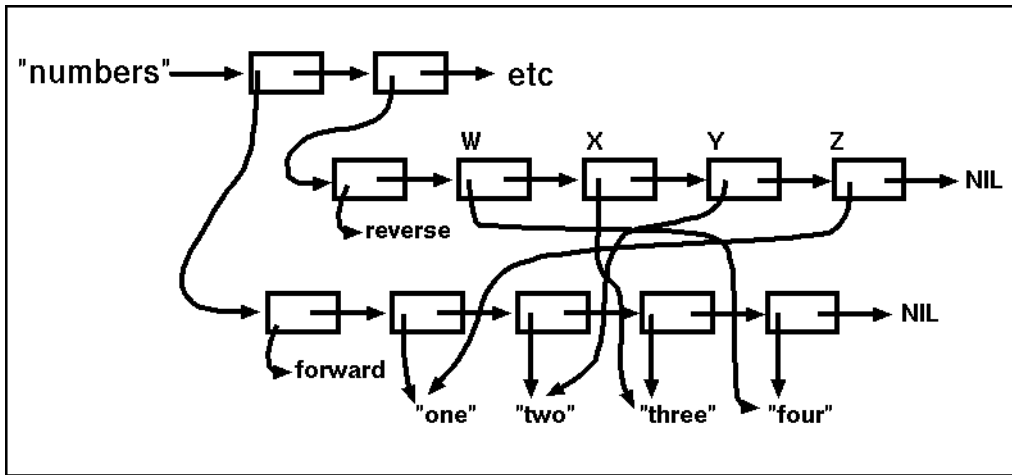 "numbers" etc
W X Y Z
NIL
reverse
NIL
forward
"one" "two" "three" "four"